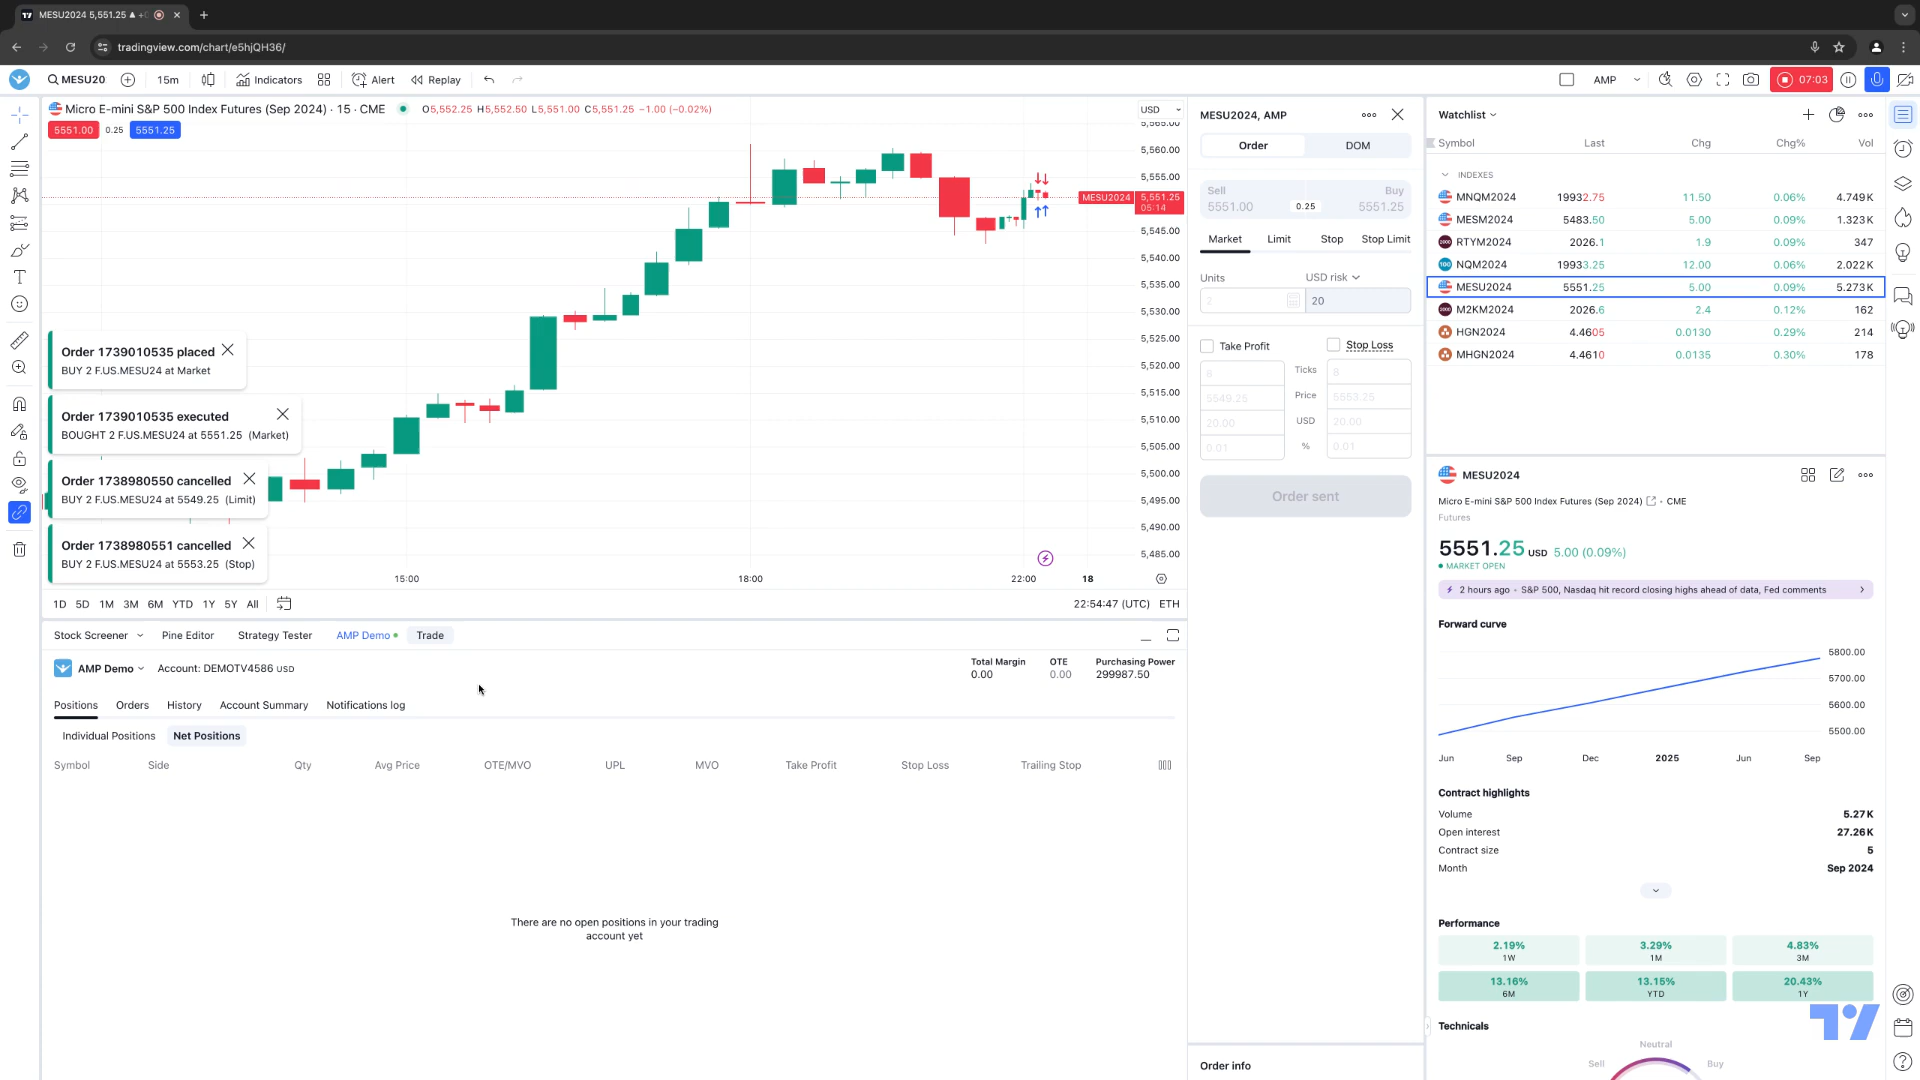 MESU2024 5,551.25 ▲
tradingview.com/chart/e5hjQH36/
MESU20
15m
Indicators
Alert
Replay
AMP
07:03
Micro E-mini S&P 500 Index Futures (Sep 2024) · 15 · CME
O5,552.25 H5,552.50 L5,551.00 C5,551.25 −1.00 (−0.02%)
5551.00 0.25 5551.25
USD
5,565.00
5,560.00
5,555.00
MESU2024 5,551.25
05:14
5,545.00
5,540.00
5,535.00
5,530.00
5,525.00
5,520.00
5,515.00
5,510.00
5,505.00
5,500.00
5,495.00
5,490.00
5,485.00
Order 1739010535 placed
BUY 2 F.US.MESU24 at Market
Order 1739010535 executed
BOUGHT 2 F.US.MESU24 at 5551.25 (Market)
Order 1738980550 cancelled
BUY 2 F.US.MESU24 at 5549.25 (Limit)
Order 1738980551 cancelled
BUY 2 F.US.MESU24 at 5553.25 (Stop)
15:00 18:00 22:00 18
1D 5D 1M 3M 6M YTD 1Y 5Y All
22:54:47 (UTC) ETH
Stock Screener Pine Editor Strategy Tester AMP Demo Trade
AMP Demo Account: DEMOTV4586 USD
Total Margin OTE Purchasing Power
0.00 0.00 299987.50
Positions Orders History Account Summary Notifications log
Individual Positions Net Positions
Symbol Side Qty Avg Price OTE/MVO UPL MVO Take Profit Stop Loss Trailing Stop
There are no open positions in your trading
account yet
MESU2024, AMP
Order DOM
Sell Buy
5551.00 0.25 5551.25
Market Limit Stop Stop Limit
Units USD risk
2 20
Take Profit Stop Loss
8 Ticks 8
5549.25 Price 5553.25
20.00 USD 20.00
0.01 % 0.01
Order sent
Order info
Watchlist
Symbol Last Chg Chg% Vol
INDEXES
MNQM2024 19932.75 11.50 0.06% 4.749K
MESM2024 5483.50 5.00 0.09% 1.323K
RTYM2024 2026.1 1.9 0.09% 347
NQM2024 19933.25 12.00 0.06% 2.022K
MESU2024 5551.25 5.00 0.09% 5.273K
M2KM2024 2026.6 2.4 0.12% 162
HGN2024 4.4605 0.0130 0.29% 214
MHGN2024 4.4610 0.0135 0.30% 178
MESU2024
Micro E-mini S&P 500 Index Futures (Sep 2024) · CME
Futures
5551.25 USD 5.00 (0.09%)
MARKET OPEN
2 hours ago · S&P 500, Nasdaq hit record closing highs ahead of data, Fed comments
Forward curve
5800.00
5700.00
5600.00
5500.00
Jun Sep Dec 2025 Jun Sep
Contract highlights
Volume 5.27K
Open interest 27.26K
Contract size 5
Month Sep 2024
Performance
2.19% 3.29% 4.83%
1W 1M 3M
13.16% 13.15% 20.43%
6M YTD 1Y
Technicals
Neutral
Sell Buy